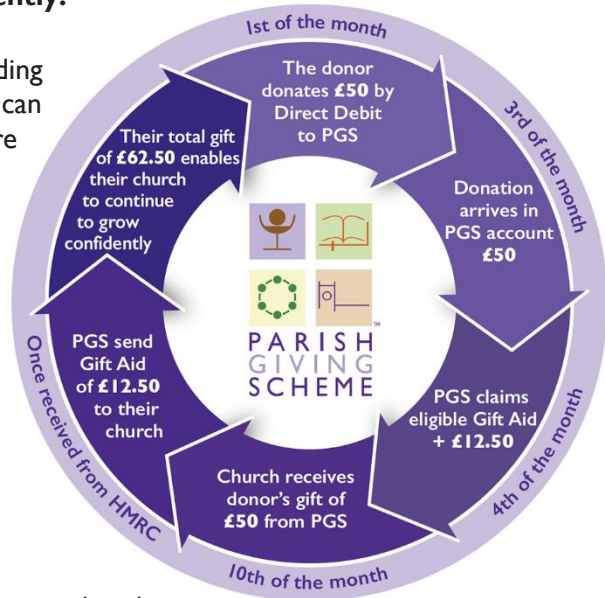 ently.
ding
can
re
1st of the month
The donor
donates £50 by
Direct Debit
to PGS
3rd of the month
Donation
arrives in
PGS account
£50
4th of the month
PGS claims
eligible Gift Aid
+ £12.50
10th of the month
Church receives
donor's gift of
£50 from PGS
Once received from HMRC
PGS send
Gift Aid
of £12.50
to their
church
Their total gift
of £62.50 enables
their church
to continue
to grow
confidently
PARISH
GIVING
SCHEME
TM